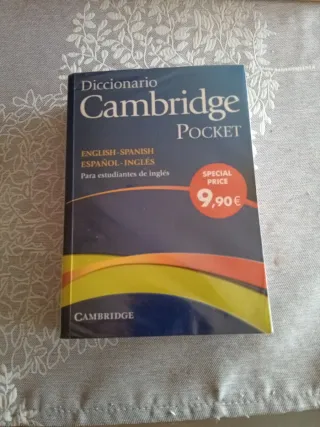 Diccionario
Cambridge
POCKET
ENGLISH-SPANISH
ESPAÑOL-INGLÉS
Para estudiantes de inglés
SPECIAL
PRICE
9,90€
CAMBRIDGE